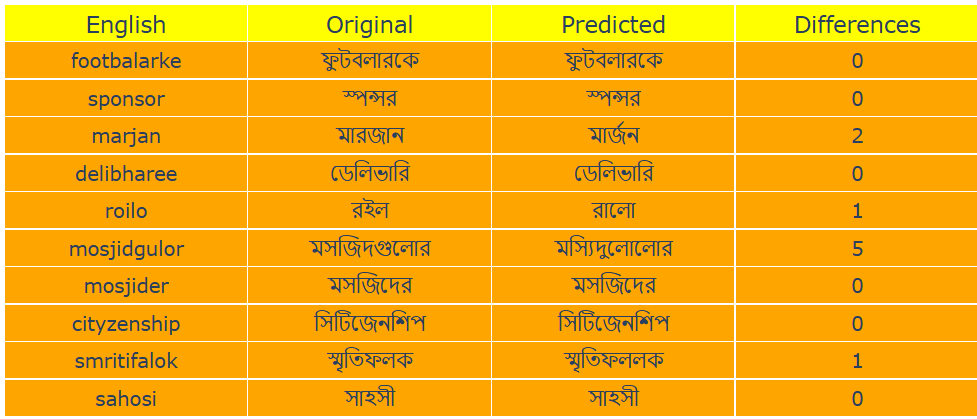 English Original Predicted Differences
footbalarke ফুটবলারকে ফুটবলারকে 0
sponsor স্পন্সর স্পন্সর 0
marjan মারজান মার্জন 2
delibharee ডেলিভারি ডেলিভারি 0
roilo রইল রালো 1
mosjidgulor মসজিদগুলোর মস্যিদুলোলোর 5
mosjider মসজিদের মসজিদের 0
cityzenship সিটিজেনশিপ সিটিজেনশিপ 0
smritifalok স্মৃতিফলক স্মৃতিফললক 1
sahosi সাহসী সাহসী 0